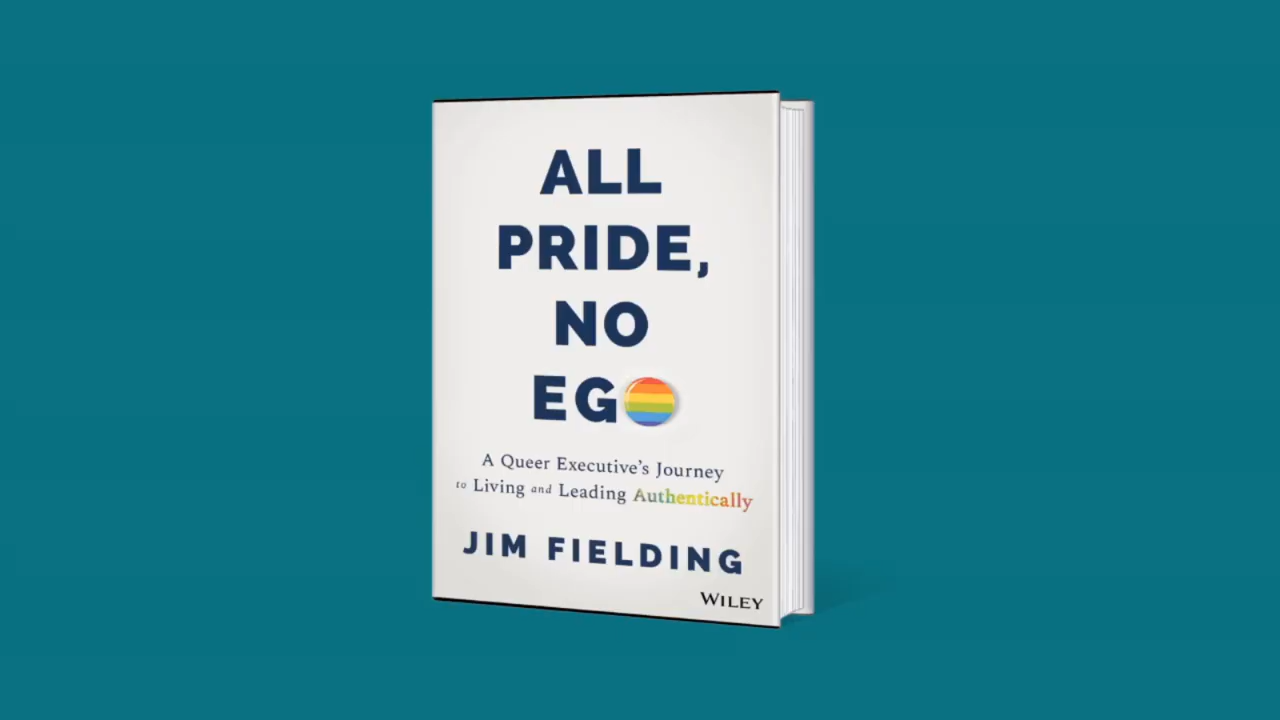 ALL
PRIDE,
NO
EGO
A Queer Executive's Journey
to Living and Leading Authentically
JIM FIELDING
WILEY